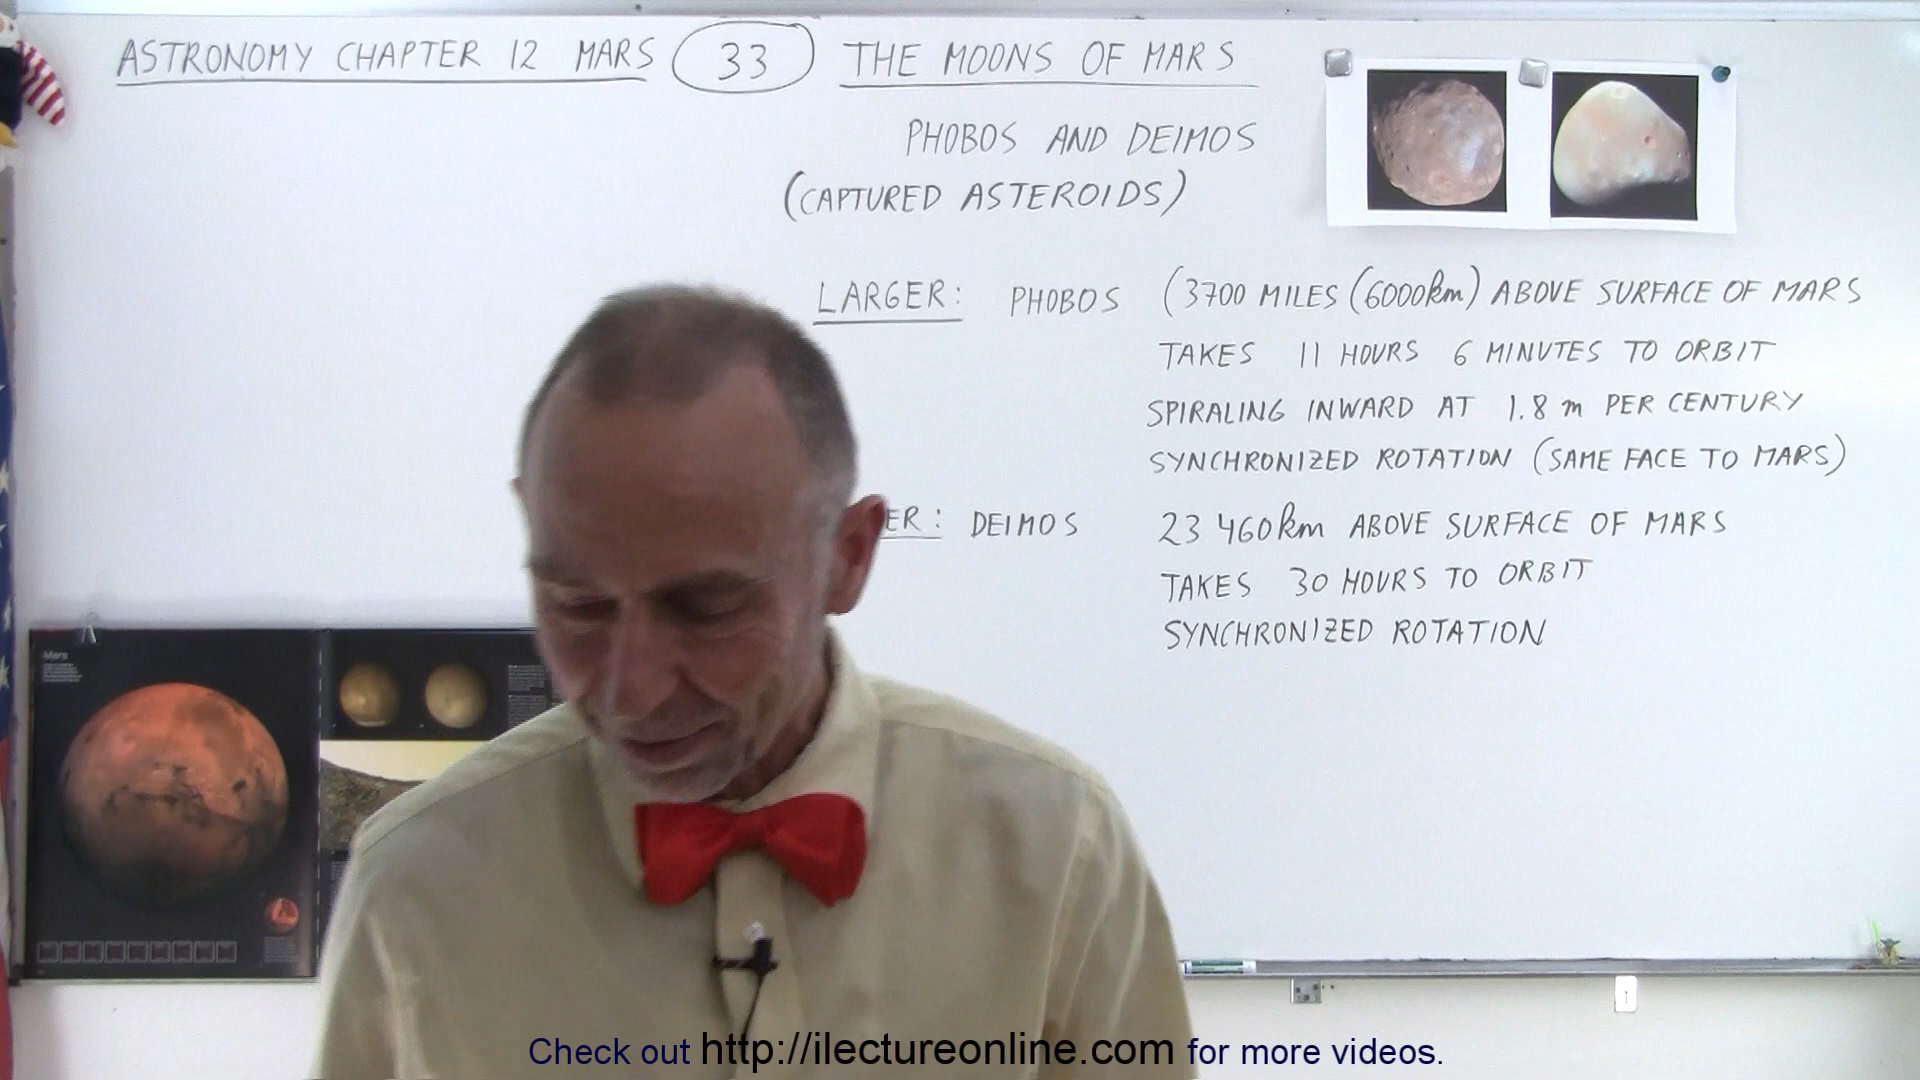 ASTRONOMY CHAPTER 12 MARS 33 THE MOONS OF MARS
PHOBOS AND DEIMOS
(CAPTURED ASTEROIDS)
LARGER: PHOBOS (3700 MILES (6000km) ABOVE SURFACE OF MARS
TAKES 11 HOURS 6 MINUTES TO ORBIT
SPIRALING INWARD AT 1.8 m PER CENTURY
SYNCHRONIZED ROTATION (SAME FACE TO MARS)
ER: DEIMOS 23 460km ABOVE SURFACE OF MARS
TAKES 30 HOURS TO ORBIT
SYNCHRONIZED ROTATION
Mars
Check out http://ilectureonline.com for more videos.